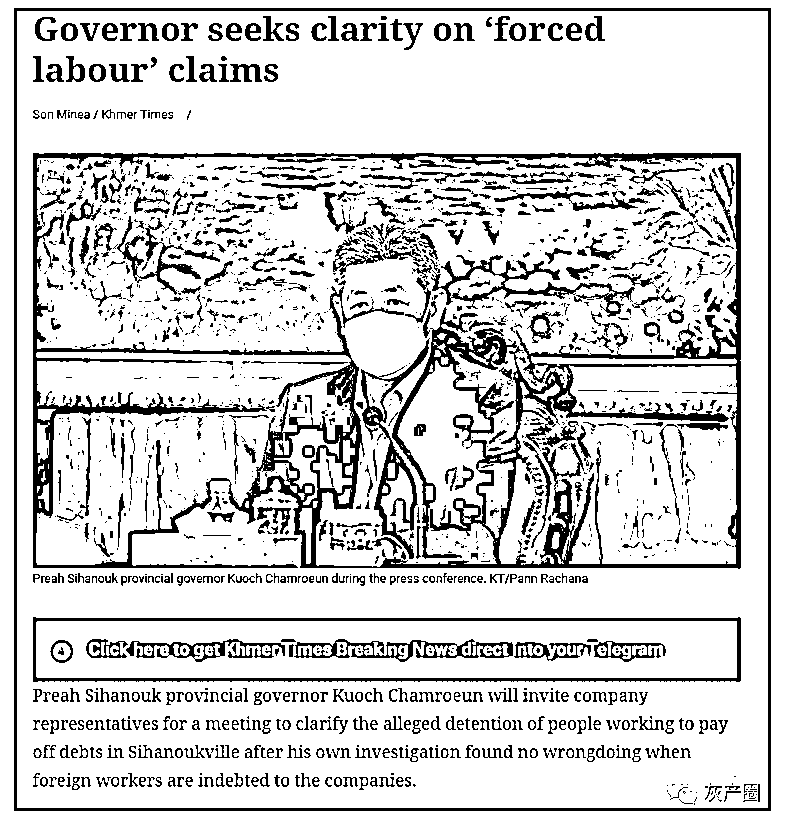 Governor seeks clarity on ‘forced
labour’ claims
Son Minea / Khmer Times /
Preah Sihanouk provincial governor Kuoch Chamroeun during the press conference. KT/Pann Rachana
Click here to get Khmer Times Breaking News direct into your Telegram
Preah Sihanouk provincial governor Kuoch Chamroeun will invite company
representatives for a meeting to clarify the alleged detention of people working to pay
off debts in Sihanoukville after his own investigation found no wrongdoing when
foreign workers are indebted to the companies.
灰产圈